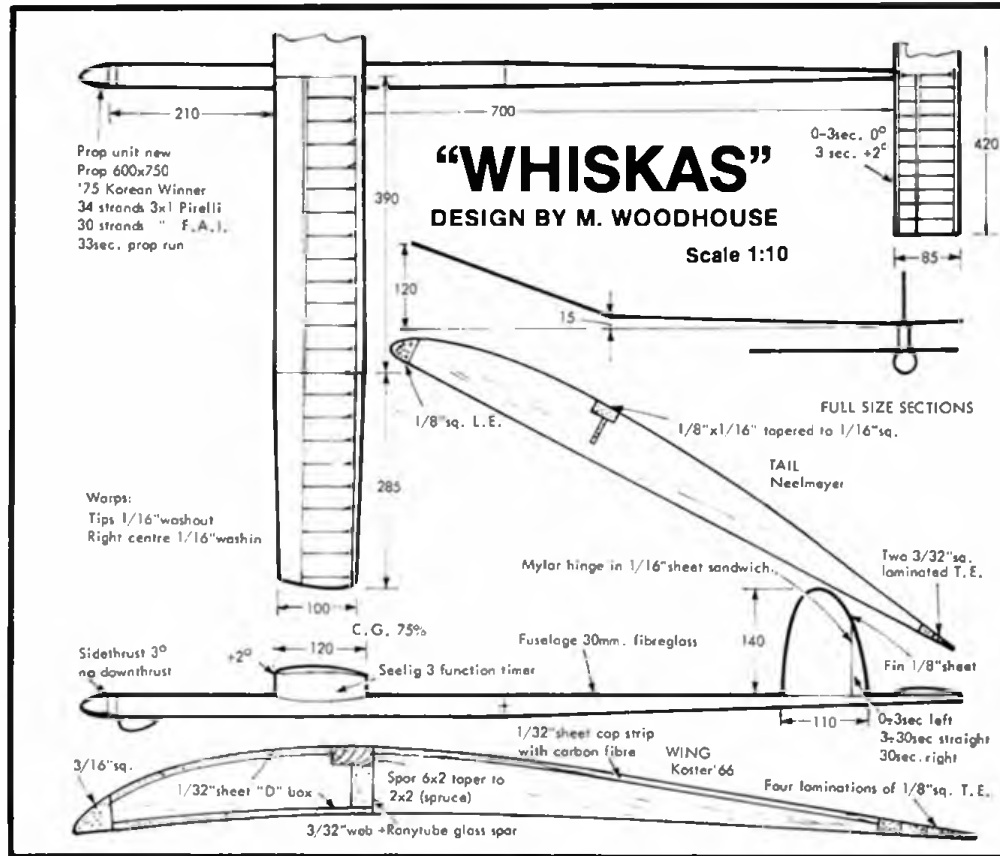 210
700
Prop unit new
Prop 600x750
'75 Korean Winner
34 strands 3x1 Pirelli
30 strands " F.A.I.
33sec. prop run
390
"WHISKAS"
DESIGN BY M. WOODHOUSE
Scale 1:10
0-3sec. 0°
3 sec. +2°
420
85
120
15
FULL SIZE SECTIONS
1/8"sq. L.E.
1/8"x1/16" tapered to 1/16"sq.
TAIL
Neelmeyer
285
Warps:
Tips 1/16"washout
Right centre 1/16"washin
Mylar hinge in 1/16"sheet sandwich.
Two 3/32"sq.
laminated T.E.
100
C.G. 75%
120
Sidethrust 3°
no downthrust
+2°
Seelig 3 function timer
Fuselage 30mm. fibreglass
140
Fin 1/8"sheet
110
0-3sec left
3-30sec straight
30sec. right
3/16"sq.
1/32"sheet "D" box
Spar 6x2 taper to
2x2 (spruce)
3/32"web +Ronytube glass spar
1/32"sheet cap strip
with carbon fibre
WING
Koster'66
Four laminations of 1/8"sq. T.E.